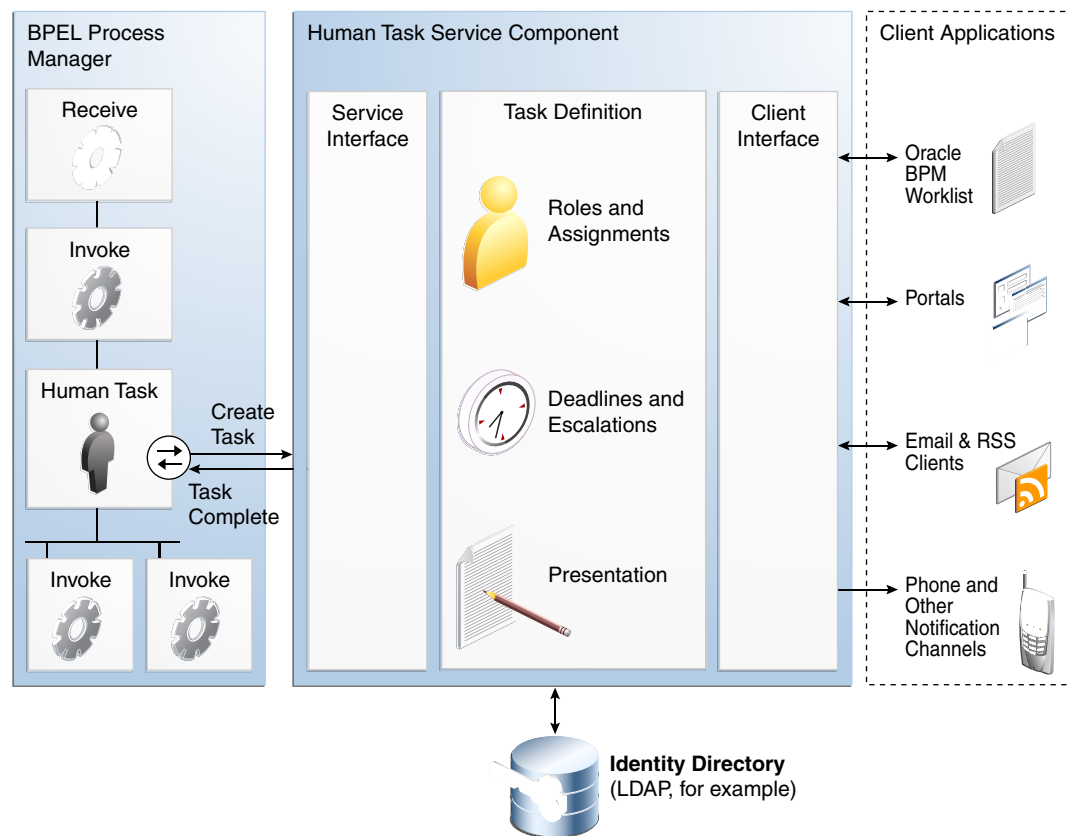 BPEL Process
Manager
Receive
Invoke
Human Task
Create
Task
Task
Complete
Invoke
Invoke
Human Task Service Component
Service
Interface
Task Definition
Roles and
Assignments
Deadlines and
Escalations
Presentation
Client
Interface
Client Applications
Oracle
BPM
Worklist
Portals
Email & RSS
Clients
Phone and
Other
Notification
Channels
Identity Directory
(LDAP, for example)